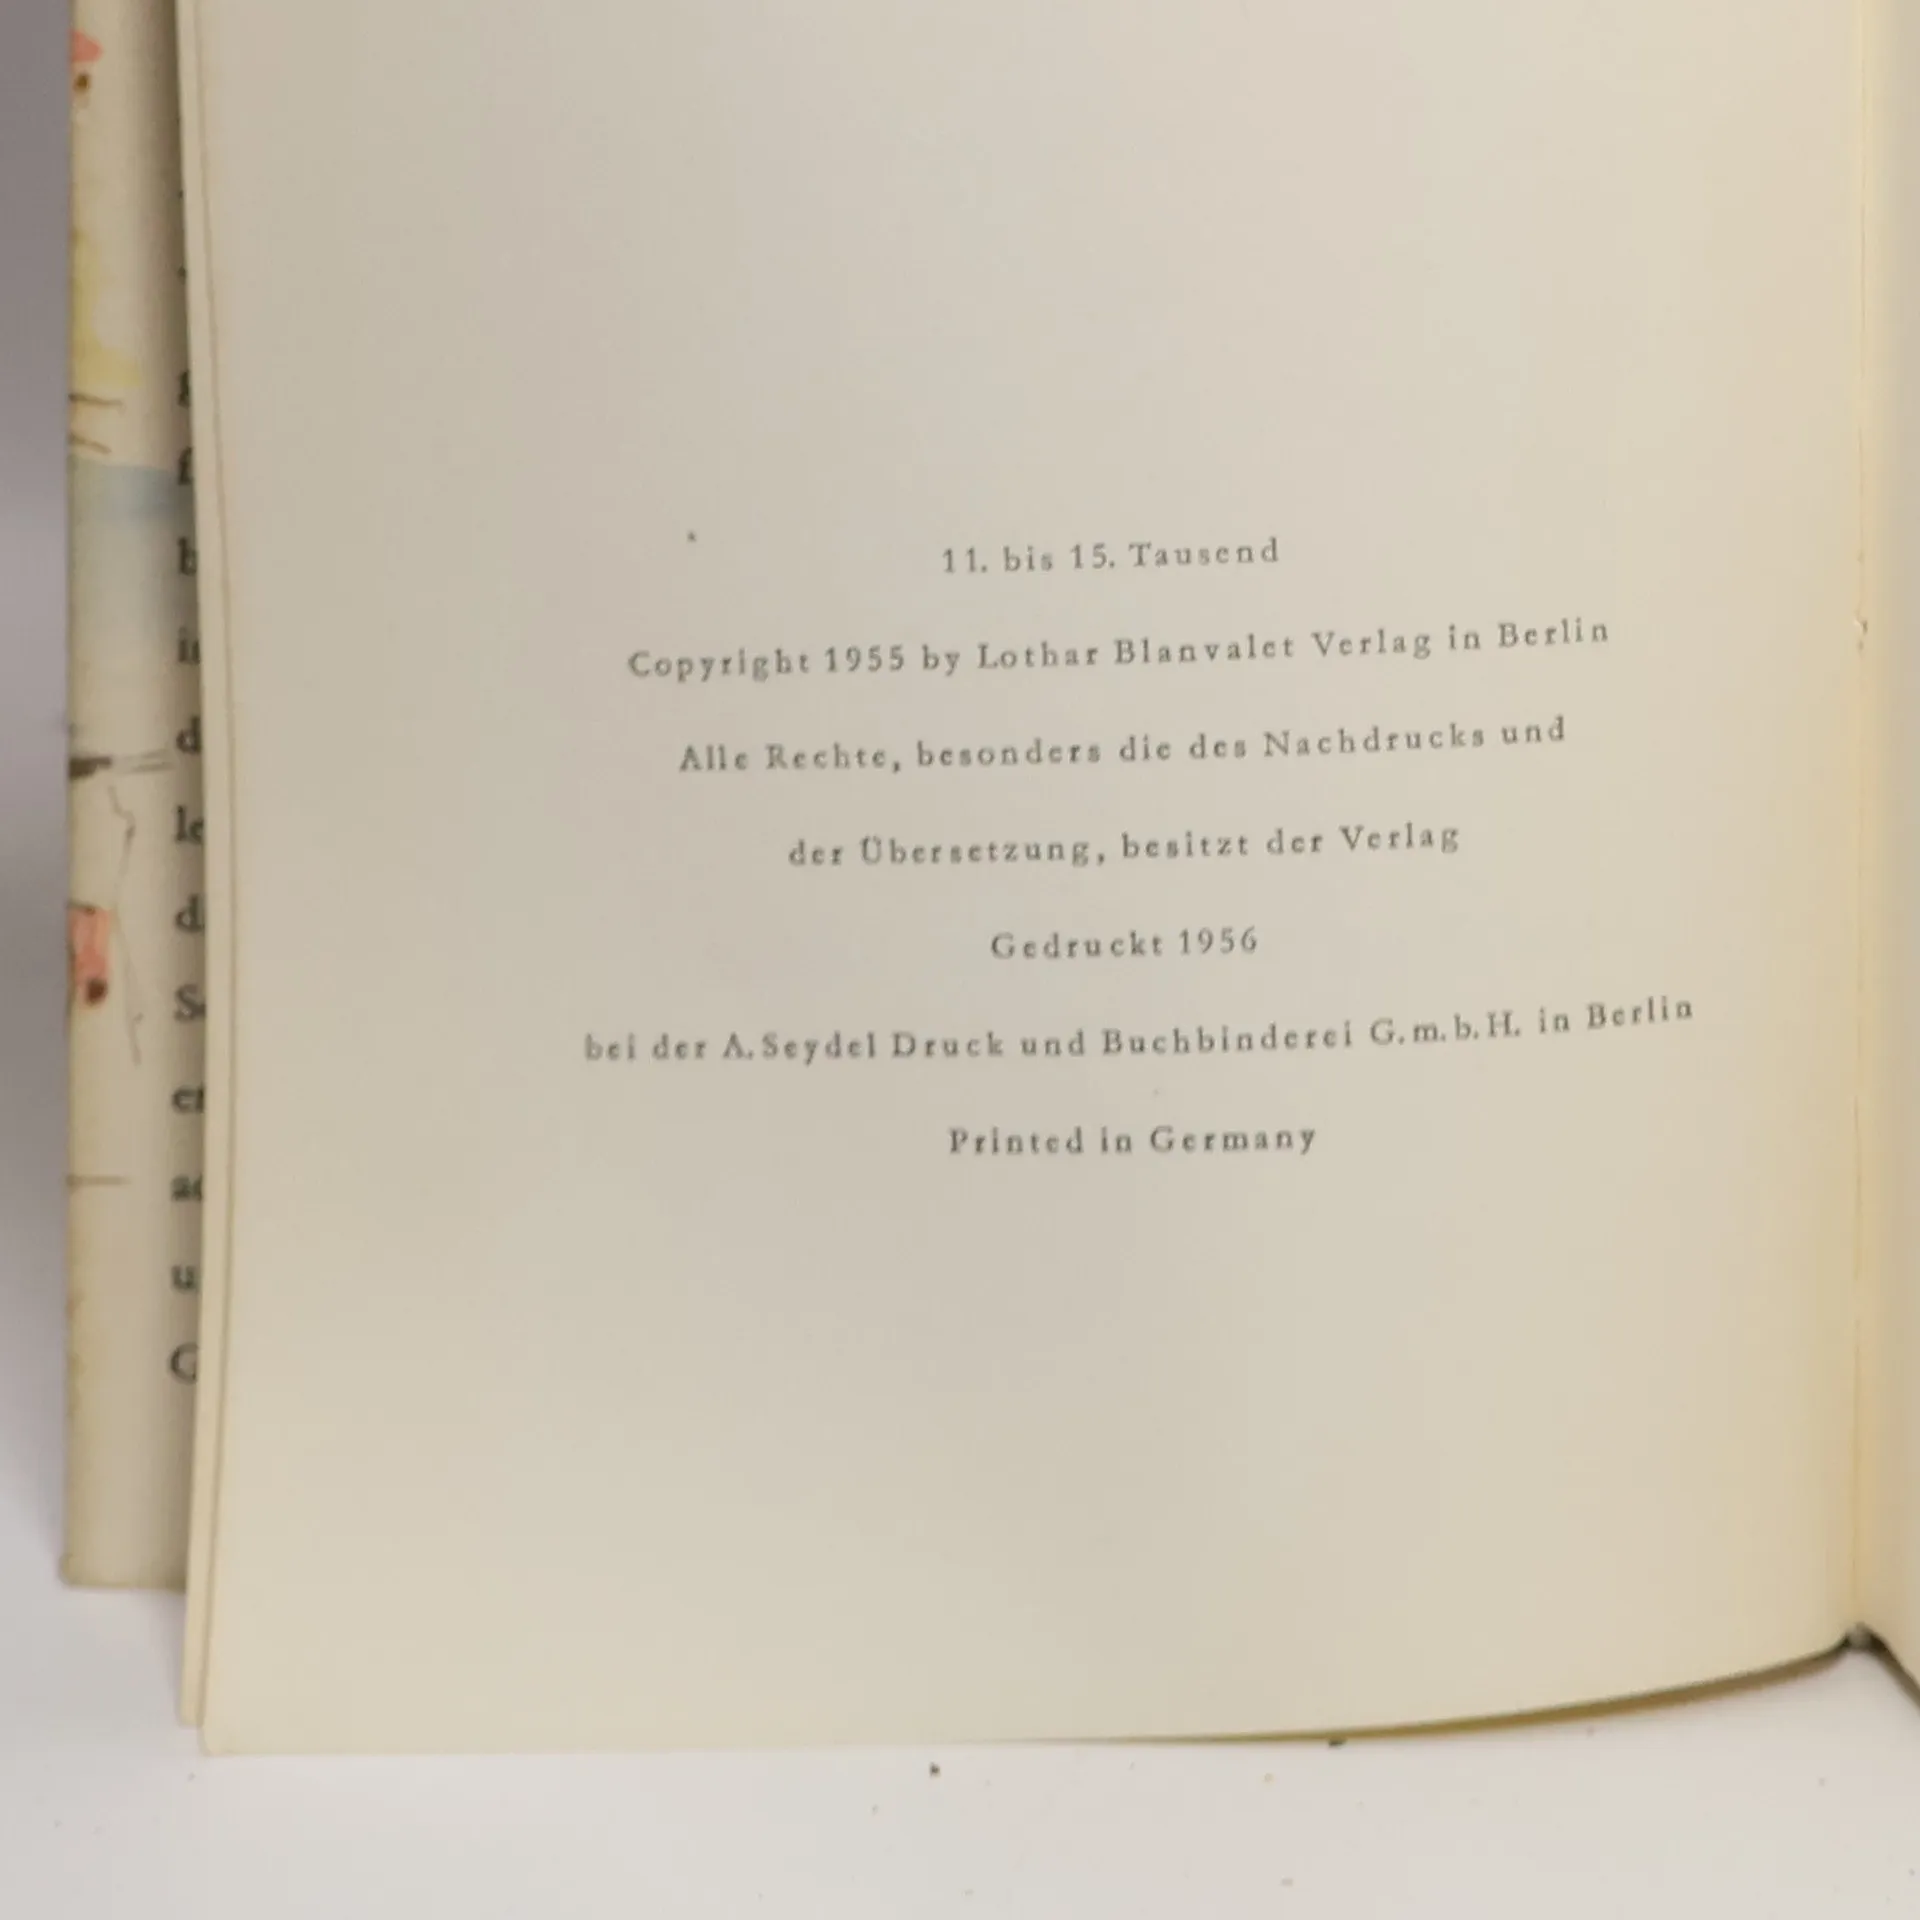 11. bis 15. Tausend
Copyright 1955 by Lothar Blanvalet Verlag in Berlin
Alle Rechte, besonders die des Nachdrucks und
der Übersetzung, besitzt der Verlag
Gedruckt 1956
bei der A. Seydel Druck und Buchbinderei G.m.b.H. in Berlin
Printed in Germany